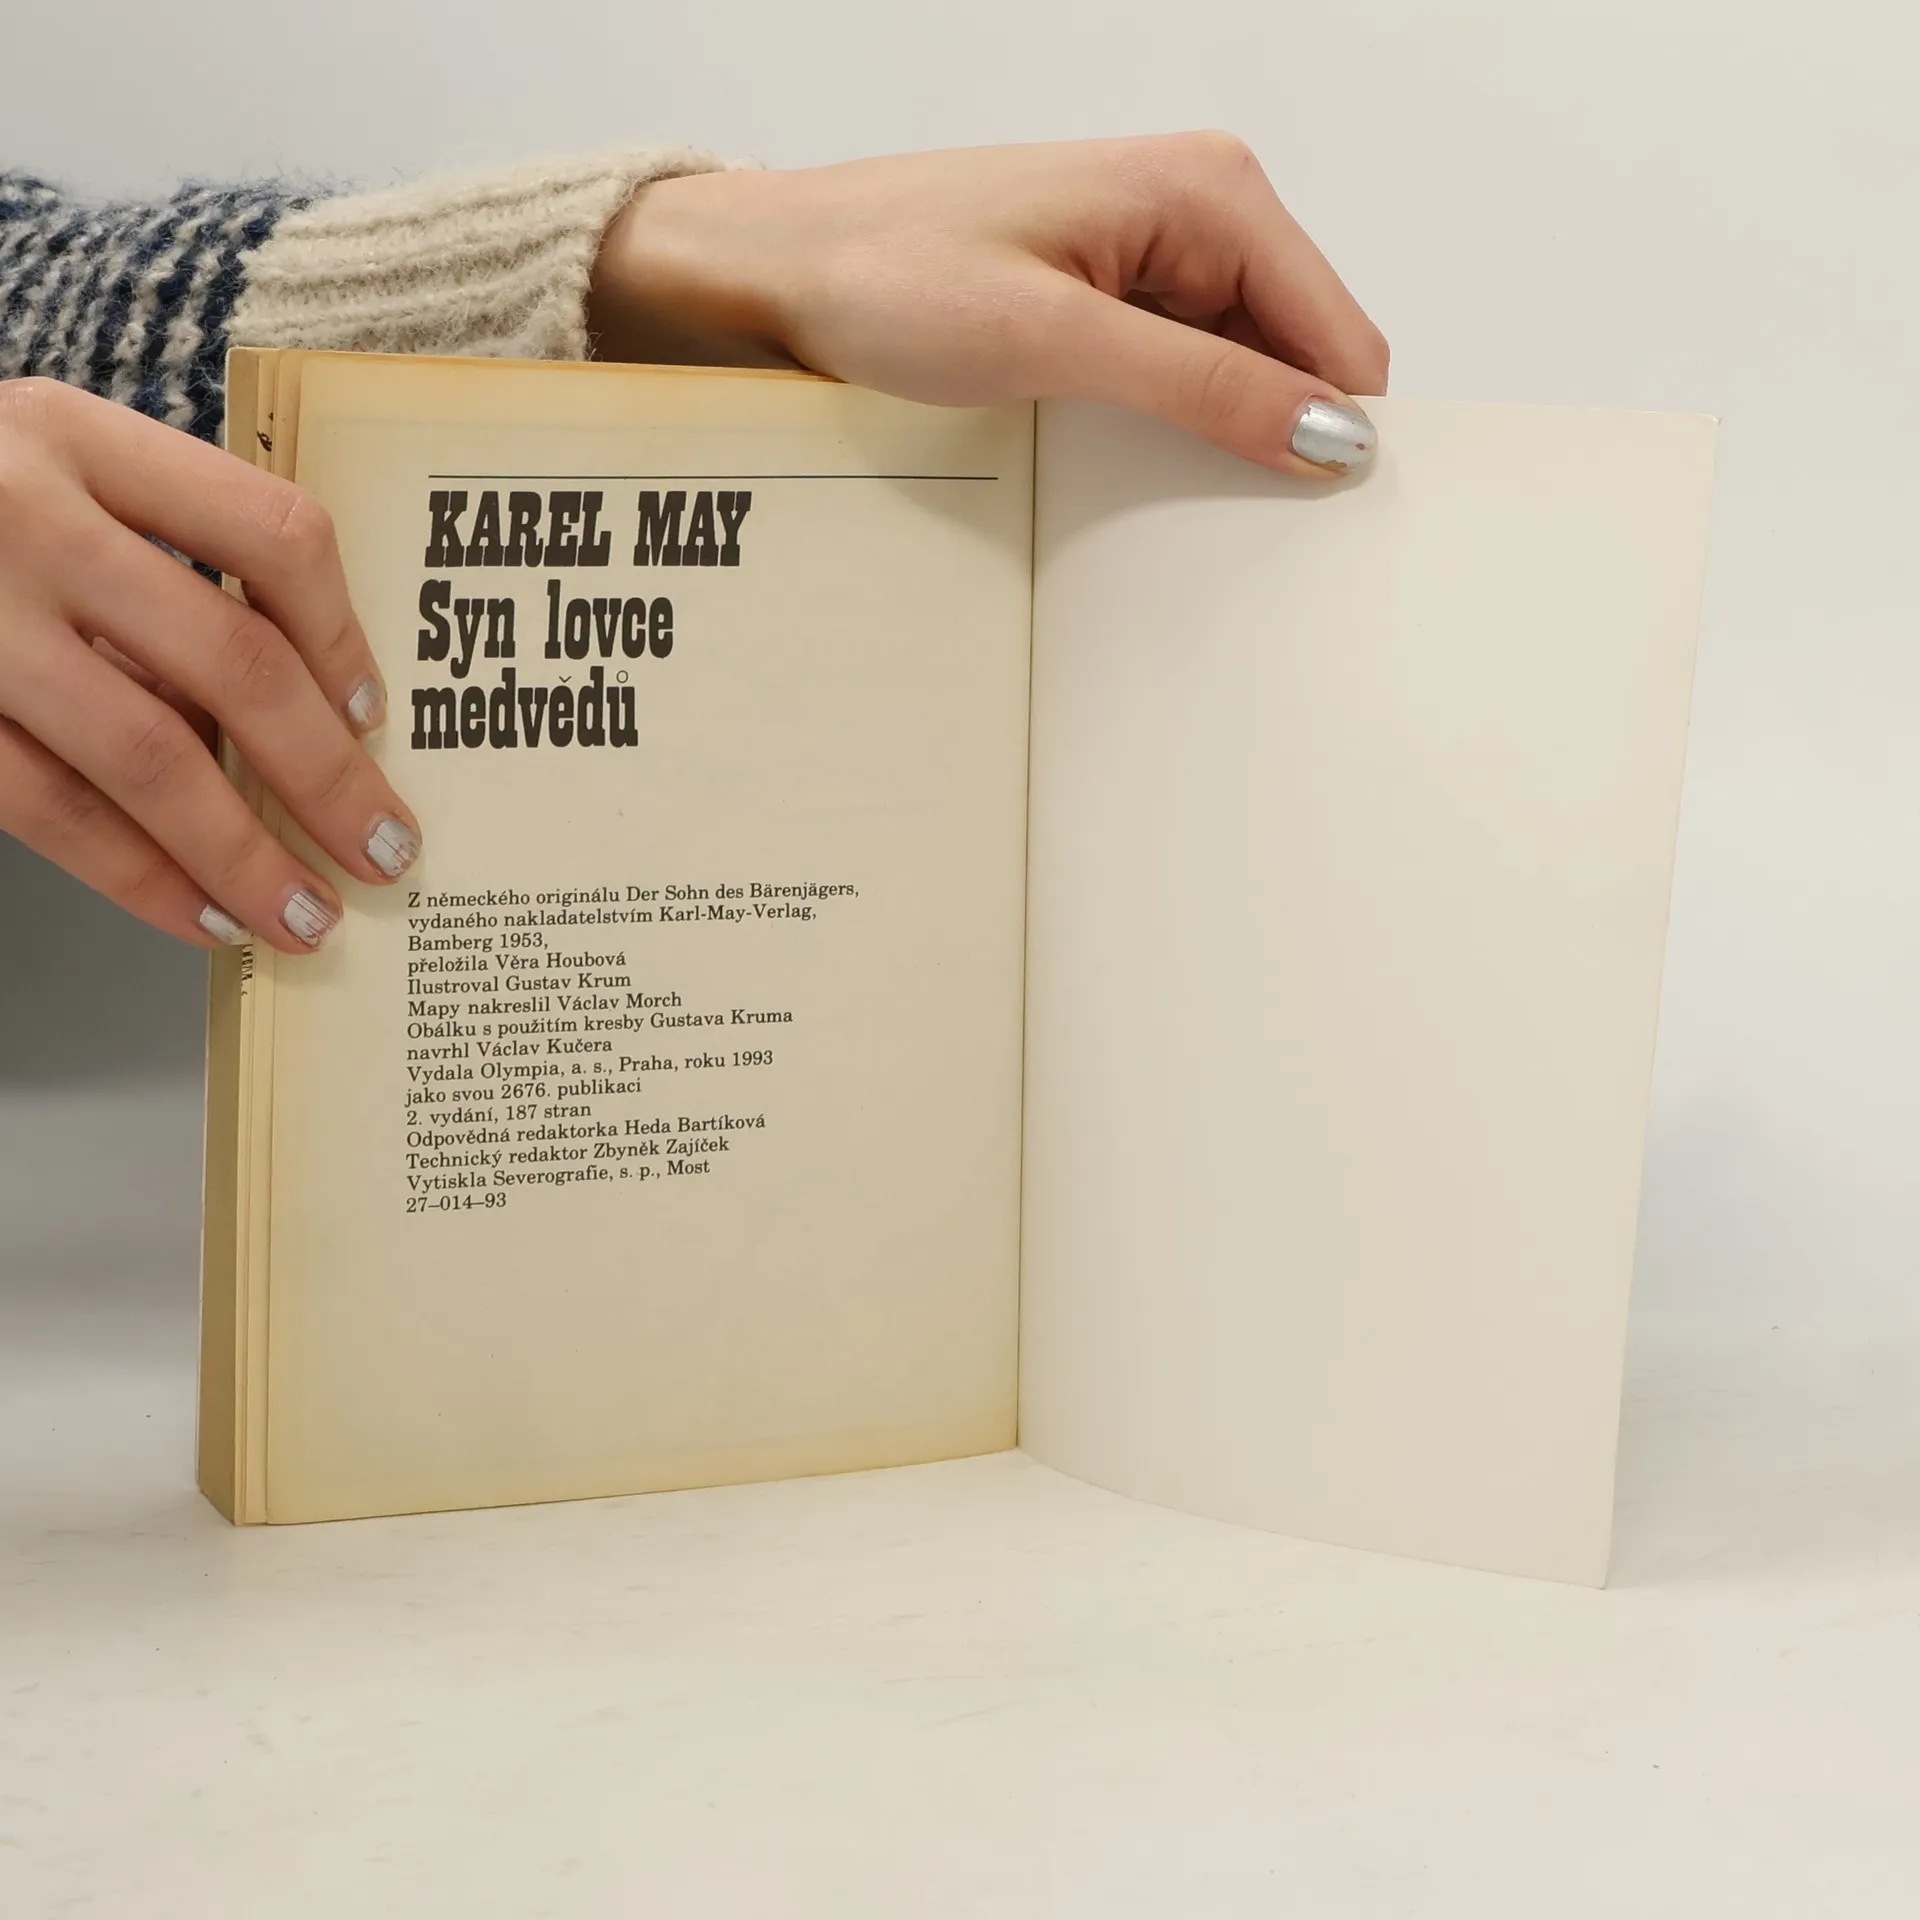 KAREL MAY
Syn lovce
medvědů
Z německého originálu Der Sohn des Bärenjägers,
vydaného nakladatelstvím Karl-May-Verlag,
Bamberg 1953,
přeložila Věra Houbová
Ilustroval Gustav Krum
Mapy nakreslil Václav Morch
Obálku s použitím kresby Gustava Kruma
navrhl Václav Kučera
Vydala Olympia, a. s., Praha, roku 1993
jako svou 2676. publikaci
2. vydání, 187 stran
Odpovědná redaktorka Heda Bartíková
Technický redaktor Zbyněk Zajíček
Vytiskla Severografie, s. p., Most
27–014–93